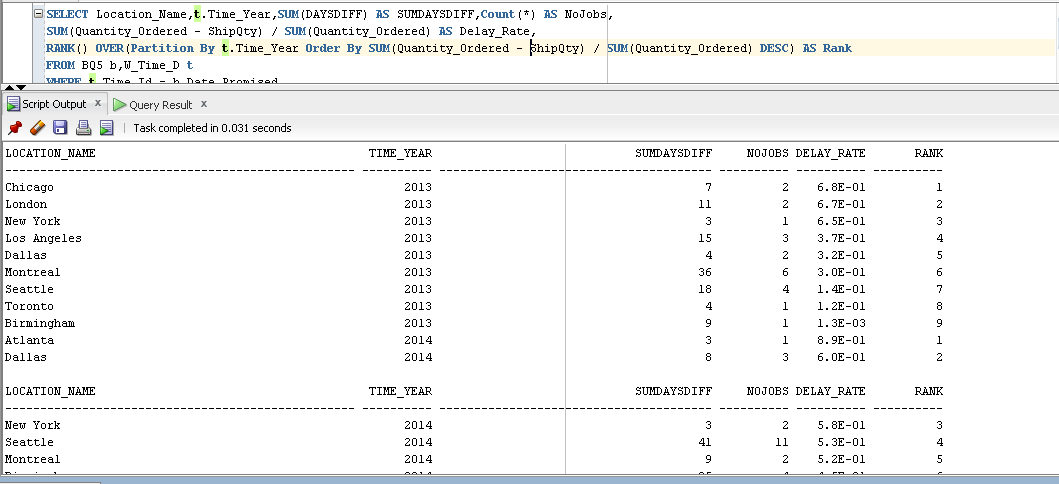 SELECT Location_Name,t.Time_Year,SUM(DAYSDIFF) AS SUMDAYSDIFF,Count(*) AS NoJobs,
SUM(Quantity_Ordered - ShipQty) / SUM(Quantity_Ordered) AS Delay_Rate,
RANK() OVER(Partition By t.Time_Year Order By SUM(Quantity_Ordered - ShipQty) / SUM(Quantity_Ordered) DESC) AS Rank
FROM BQ5 b,W_Time_D t
WHERE t.Time_Id = b.Date_Promised
Script Output x Query Result x
Task completed in 0.031 seconds
LOCATION_NAME TIME_YEAR SUMDAYSDIFF NOJOBS DELAY_RATE RANK
Chicago 2013 7 2 6.8E-01 1
London 2013 11 2 6.7E-01 2
New York 2013 3 1 6.5E-01 3
Los Angeles 2013 15 3 3.7E-01 4
Dallas 2013 4 2 3.2E-01 5
Montreal 2013 36 6 3.0E-01 6
Seattle 2013 18 4 1.4E-01 7
Toronto 2013 4 1 1.2E-01 8
Birmingham 2013 9 1 1.3E-03 9
Atlanta 2014 3 1 8.9E-01 1
Dallas 2014 8 3 6.0E-01 2
LOCATION_NAME TIME_YEAR SUMDAYSDIFF NOJOBS DELAY_RATE RANK
New York 2014 3 2 5.8E-01 3
Seattle 2014 41 11 5.3E-01 4
Montreal 2014 9 2 5.2E-01 5